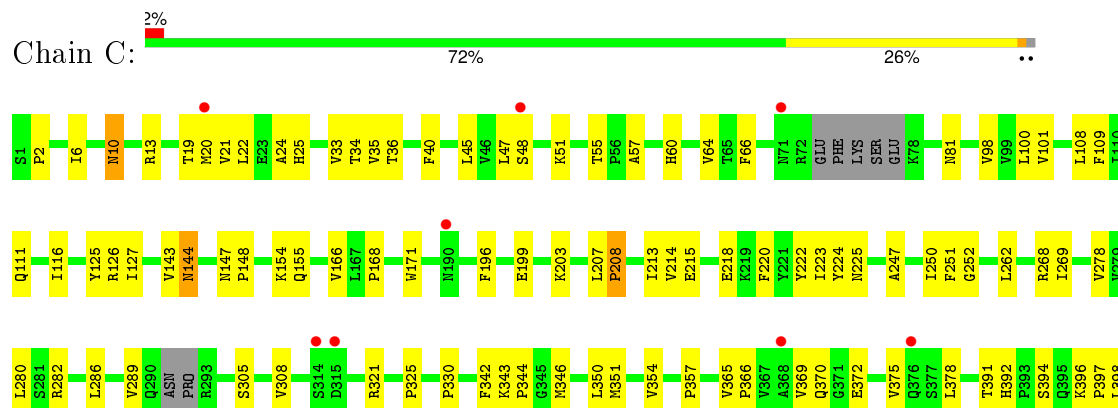 2%
Chain C:
72% 26% ••
S1 P2 I6 N10 R13 T19 M20 V21 L22 E23 A24 H25 V33 T34 V35 T36 F40 L45 V46 L47 S48 K51 T55 P56 A57 H60 V64 T65 F66 N71 R72 GLU PHE LYS SER GLU K78 N81 V98 V99 L100 V101 L108 F109 I110
Q111 I116 Y125 R126 I127 V143 N144 N147 P148 K154 Q155 V166 L167 P168 W171 N190 F196 E199 K203 L207 P208 I213 V214 E215 E218 K219 F220 Y221 Y222 I223 Y224 N225 A247 I250 F251 G252 L262 R268 I269 V278
L280 S281 R282 L286 V289 Q290 ASN PRO R293 S305 V308 S314 D315 R321 P325 P330 F342 K343 P344 G345 M346 L350 M351 V354 P357 V365 P366 V367 A368 V369 Q370 G371 E372 V375 Q376 S377 L378 T391 H392 P393 S394 Q395 K396 P397